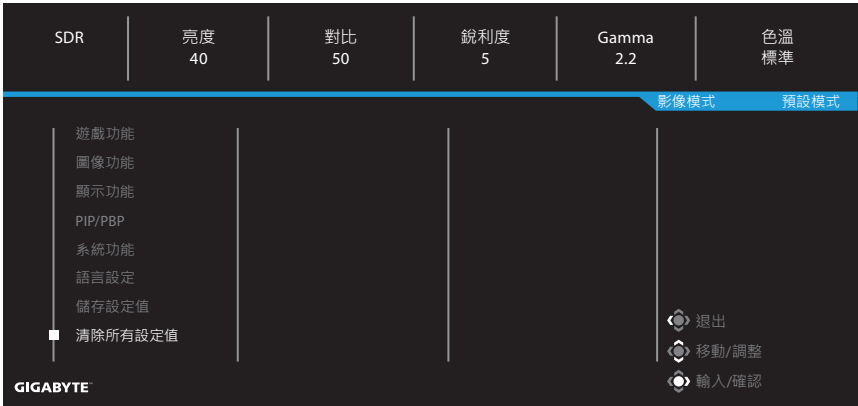 SDR 亮度 對比 銳利度 Gamma 色溫
40 50 5 2.2 標準
影像模式 預設模式
遊戲功能
圖像功能
顯示功能
PIP/PBP
系統功能
語言設定
儲存設定值
清除所有設定值
退出
移動/調整
輸入/確認
GIGABYTE™